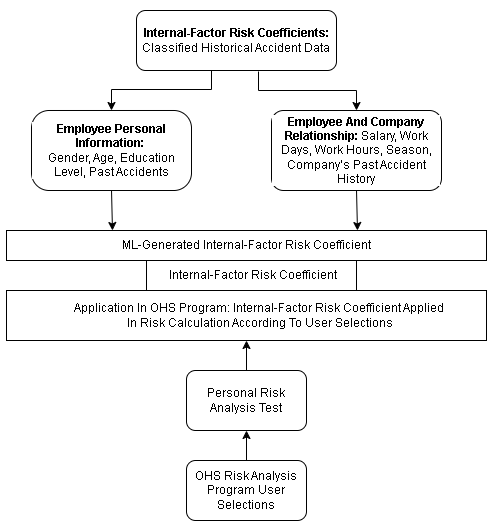 Internal-Factor Risk Coefficients:
Classified Historical Accident Data
Employee Personal
Information:
Gender, Age, Education
Level, Past Accidents
Employee And Company
Relationship: Salary, Work
Days, Work Hours, Season,
Company's Past Accident
History
ML-Generated Internal-Factor Risk Coefficient
Internal-Factor Risk Coefficient
Application In OHS Program: Internal-Factor Risk Coefficient Applied
In Risk Calculation According To User Selections
Personal Risk
Analysis Test
OHS Risk Analysis
Program User
Selections